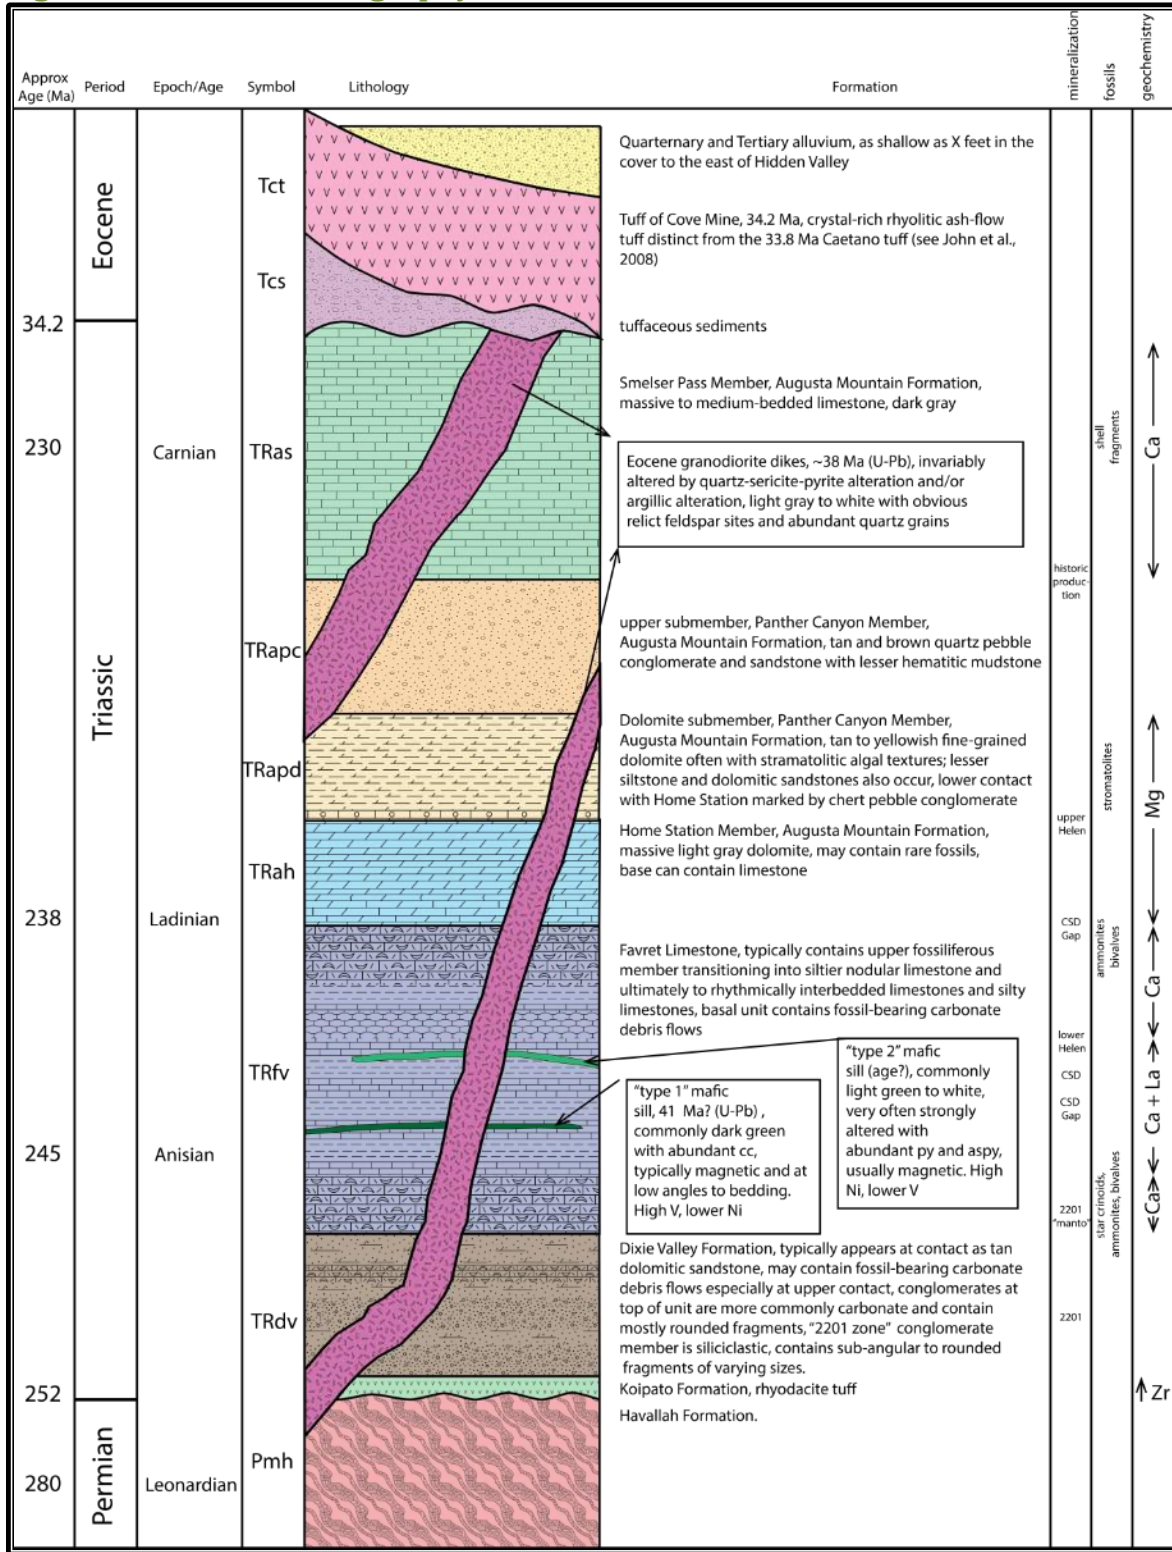 Approx
Age (Ma)
Period
Epoch/Age
Symbol
Lithology
Formation
mineralization
fossils
geochemistry
Eocene
Triassic
Permian
34.2
230
238
245
252
280
Carnian
Ladinian
Anisian
Leonardian
Tct
Tcs
TRas
TRapc
TRapd
TRah
TRfv
TRdv
Pmh
Quarternary and Tertiary alluvium, as shallow as X feet in the
cover to the east of Hidden Valley
Tuff of Cove Mine, 34.2 Ma, crystal-rich rhyolitic ash-flow
tuff distinct from the 33.8 Ma Caetano tuff (see John et al.,
2008)
tuffaceous sediments
Smelser Pass Member, Augusta Mountain Formation,
massive to medium-bedded limestone, dark gray
Eocene granodiorite dikes, ~38 Ma (U-Pb), invariably
altered by quartz-sericite-pyrite alteration and/or
argillic alteration, light gray to white with obvious
relict feldspar sites and abundant quartz grains
upper submember, Panther Canyon Member,
Augusta Mountain Formation, tan and brown quartz pebble
conglomerate and sandstone with lesser hematitic mudstone
Dolomite submember, Panther Canyon Member,
Augusta Mountain Formation, tan to yellowish fine-grained
dolomite often with stramatolitic algal textures; lesser
siltstone and dolomitic sandstones also occur, lower contact
with Home Station marked by chert pebble conglomerate
Home Station Member, Augusta Mountain Formation,
massive light gray dolomite, may contain rare fossils,
base can contain limestone
Favret Limestone, typically contains upper fossiliferous
member transitioning into siltier nodular limestone and
ultimately to rhythmically interbedded limestones and silty
limestones, basal unit contains fossil-bearing carbonate
debris flows
"type 1" mafic
sill, 41 Ma? (U-Pb) ,
commonly dark green
with abundant cc,
typically magnetic and at
low angles to bedding.
High V, lower Ni
"type 2" mafic
sill (age?), commonly
light green to white,
very often strongly
altered with
abundant py and aspy,
usually magnetic. High
Ni, lower V
Dixie Valley Formation, typically appears at contact as tan
dolomitic sandstone, may contain fossil-bearing carbonate
debris flows especially at upper contact, conglomerates at
top of unit are more commonly carbonate and contain
mostly rounded fragments, "2201 zone" conglomerate
member is siliciclastic, contains sub-angular to rounded
fragments of varying sizes.
Koipato Formation, rhyodacite tuff
Havallah Formation.
historic
produc-
tion
upper
Helen
CSD
Gap
lower
Helen
CSD
CSD
Gap
2201
"manto"
2201
shell
fragments
stromatolites
ammonites
bivalves
star crinoids,
ammonites, bivalves
Ca
Mg
Ca
Ca + La
Ca
Zr